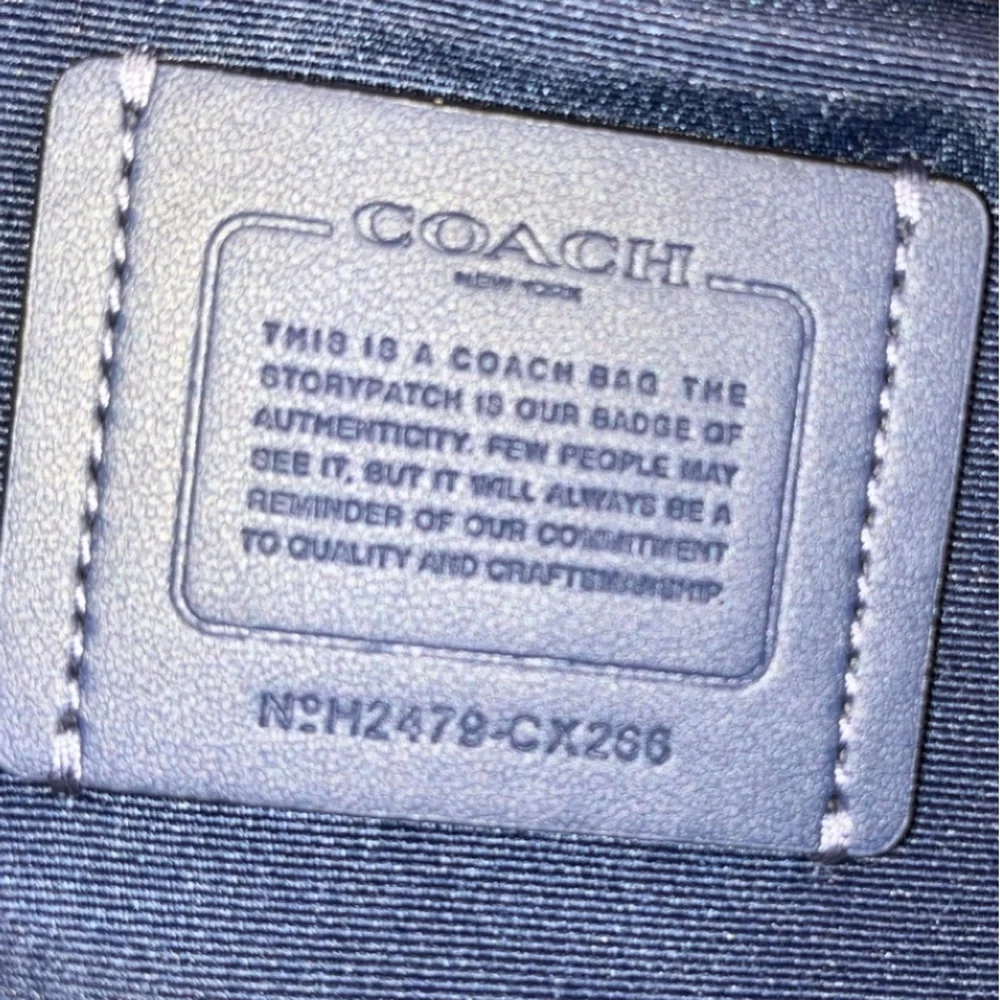 COACH
NEW YORK
THIS IS A COACH BAG. THE
STORYPATCH IS OUR BADGE OF
AUTHENTICITY. FEW PEOPLE MAY
SEE IT, BUT IT WILL ALWAYS BE A
REMINDER OF OUR COMMITMENT
TO QUALITY AND CRAFTSMANSHIP.
NºH2479-CX266